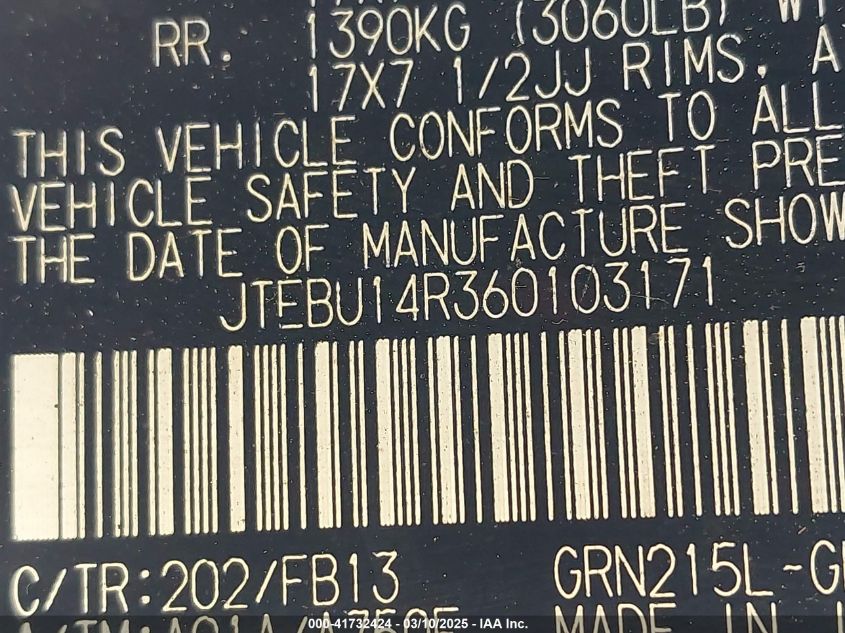 RR. 1390KG (3060LB)
17X7 1/2JJ RIMS, A
THIS VEHICLE CONFORMS TO ALL
VEHICLE SAFETY AND THEFT PRE
THE DATE OF MANUFACTURE SHOW
JTEBU14R360103171
C/TR:202/FB13 GRN215L-G
MADE IN
000-41732424 - 03/10/2025 - IAA Inc.